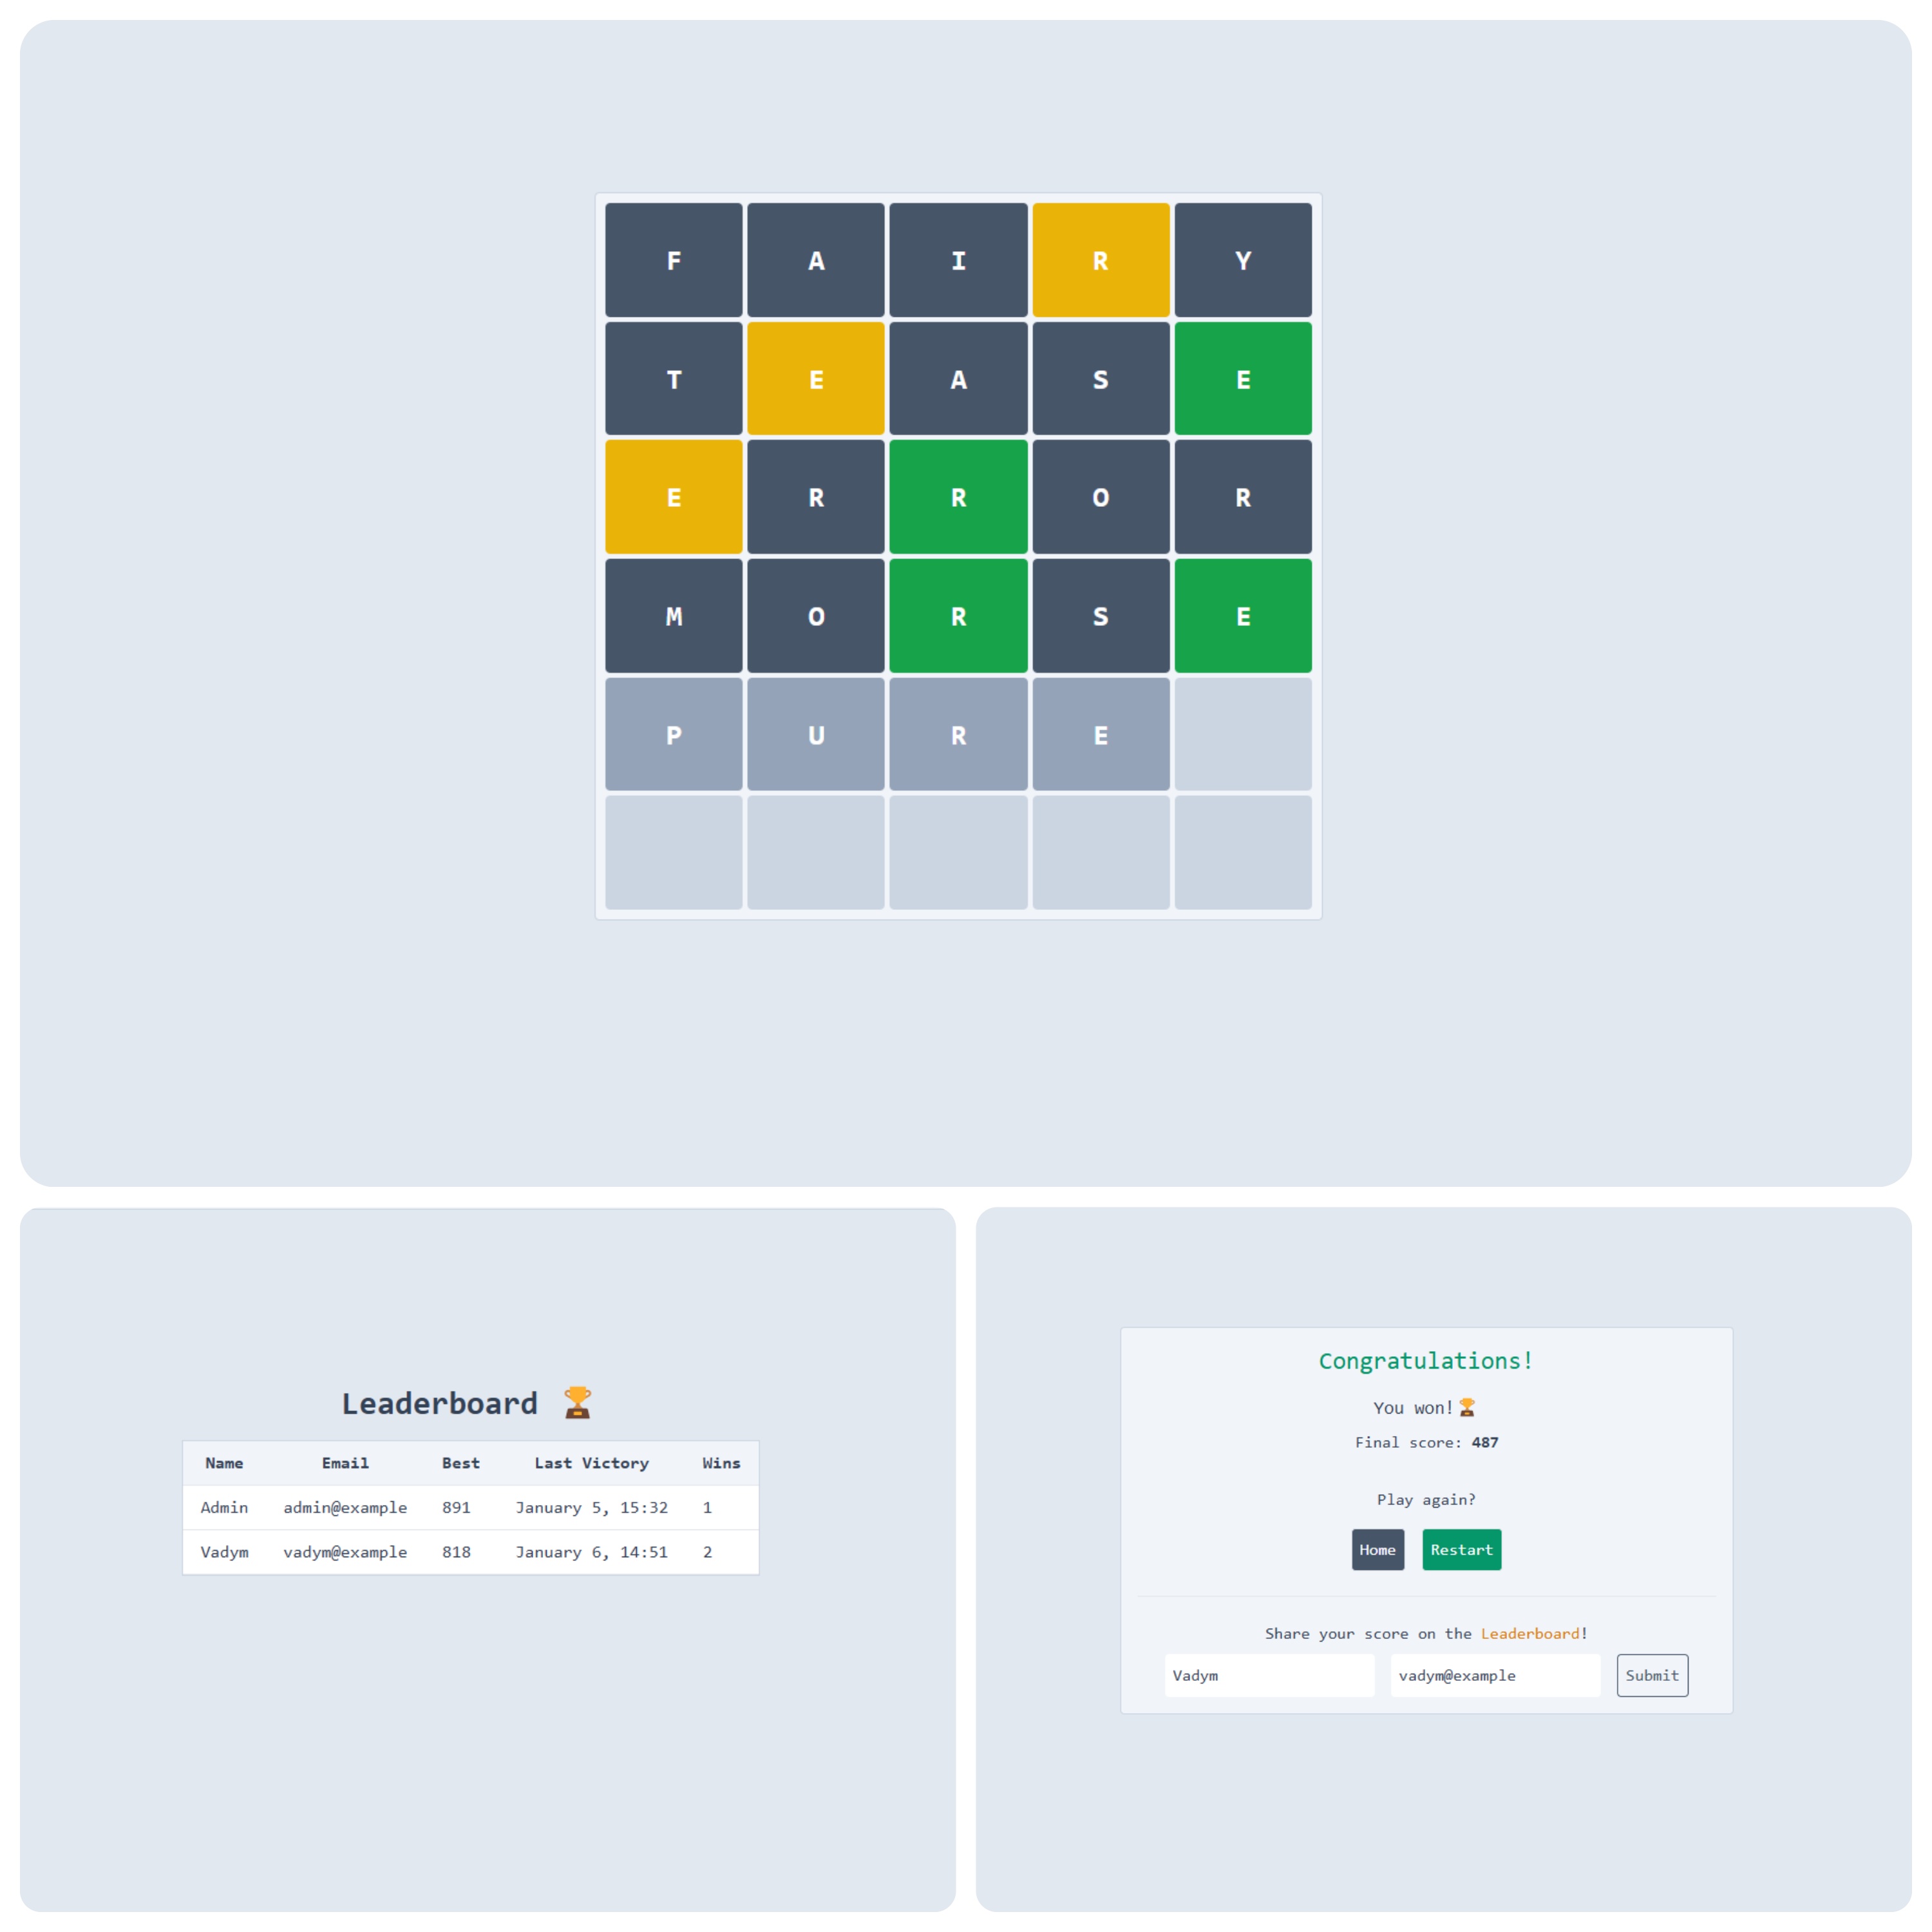 F A I R Y
T E A S E
E R R O R
M O R S E
P U R E
Leaderboard 🏆
Name Email Best Last Victory Wins
Admin admin@example 891 January 5, 15:32 1
Vadym vadym@example 818 January 6, 14:51 2
Congratulations!
You won!🏆
Final score: 487
Play again?
Home Restart
Share your score on the Leaderboard!
Vadym vadym@example Submit